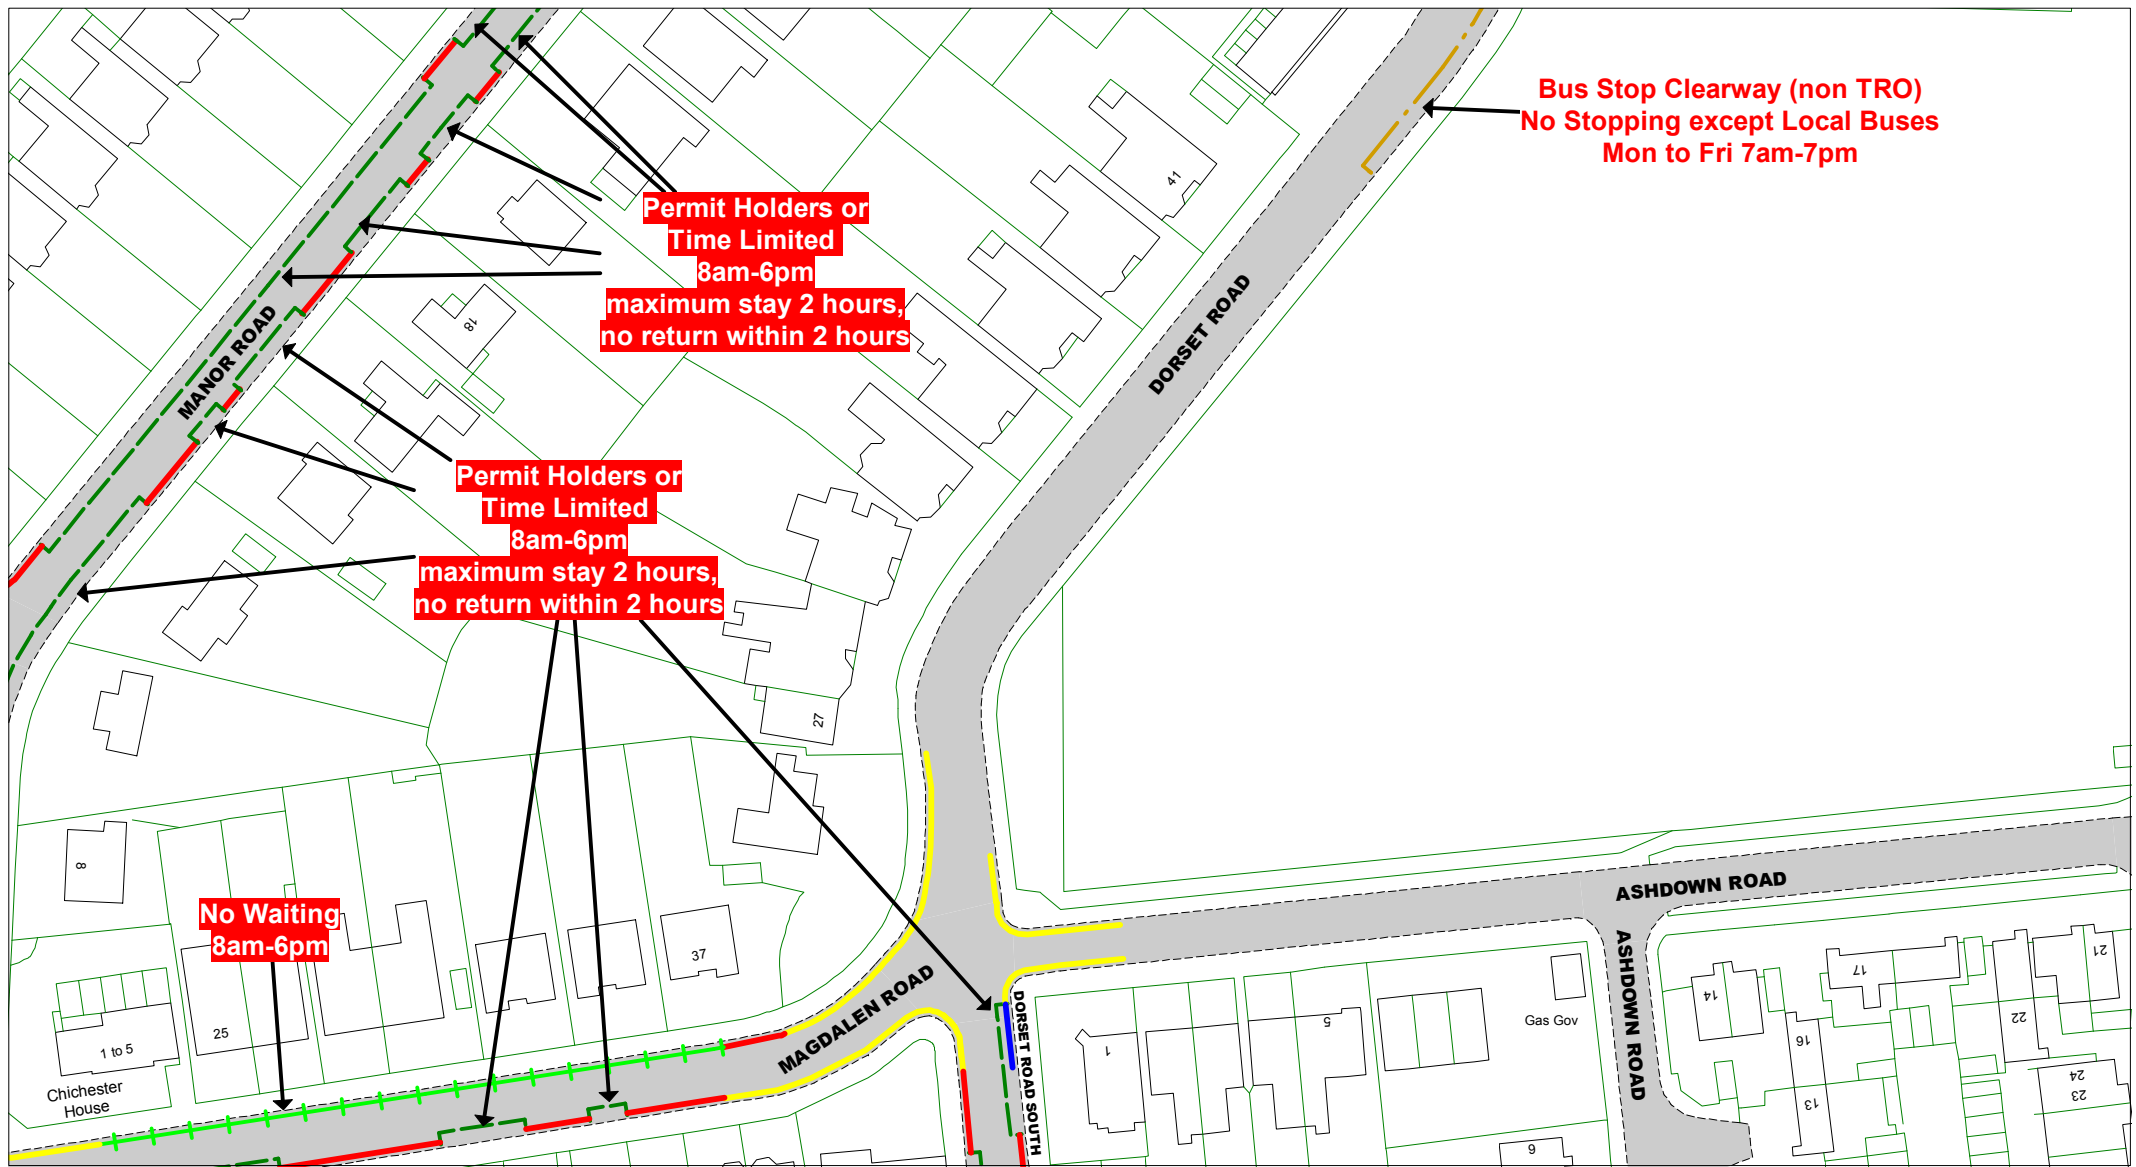 Bus Stop Clearway (non TRO)
No Stopping except Local Buses
Mon to Fri 7am-7pm
41
Permit Holders or
Time Limited
8am-6pm
maximum stay 2 hours,
no return within 2 hours
DORSET ROAD
MANOR ROAD
18
Permit Holders or
Time Limited
8am-6pm
maximum stay 2 hours,
no return within 2 hours
27
8
No Waiting
8am-6pm
37
25
1 to 5
Chichester
House
MAGDALEN ROAD
DORSET ROAD SOUTH
ASHDOWN ROAD
ASHDOWN ROAD
1
5
Gas Gov
14
17
21
16
22
13
24
23
6